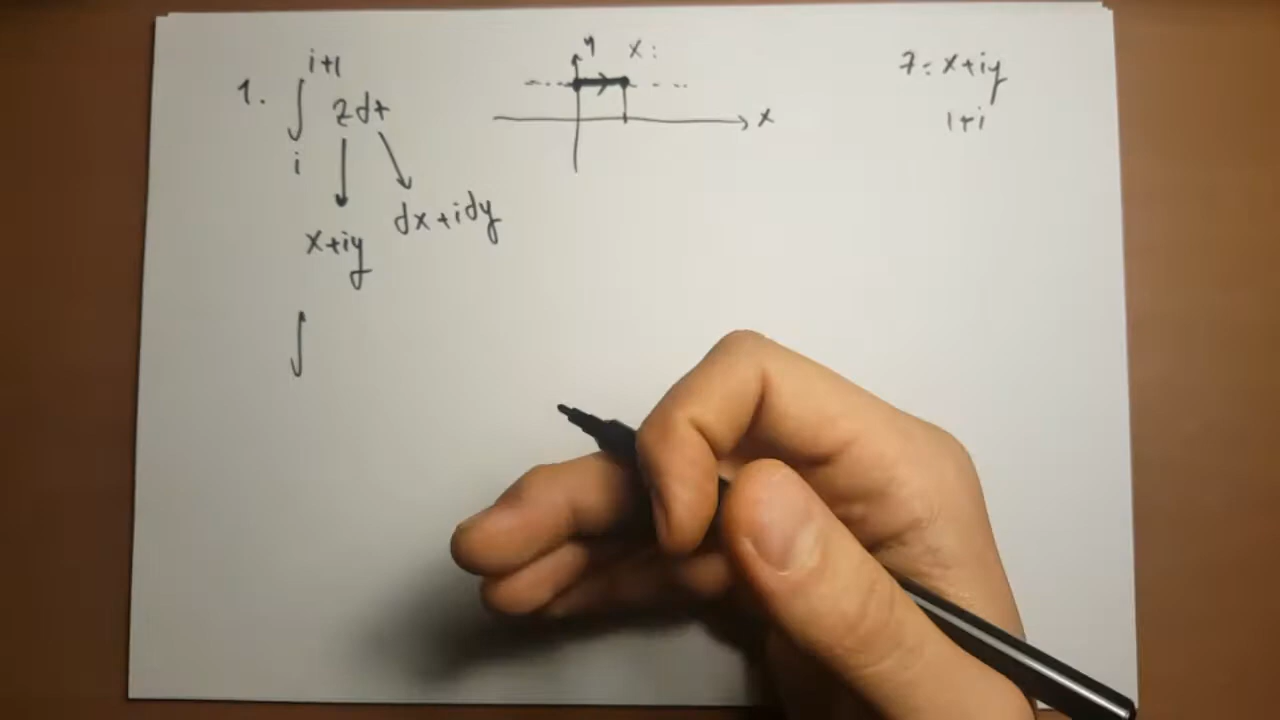 1. ∫ i+1 i z dz
x+iy
dx+idy
∫
y x:
x
z = x+iy
1+i